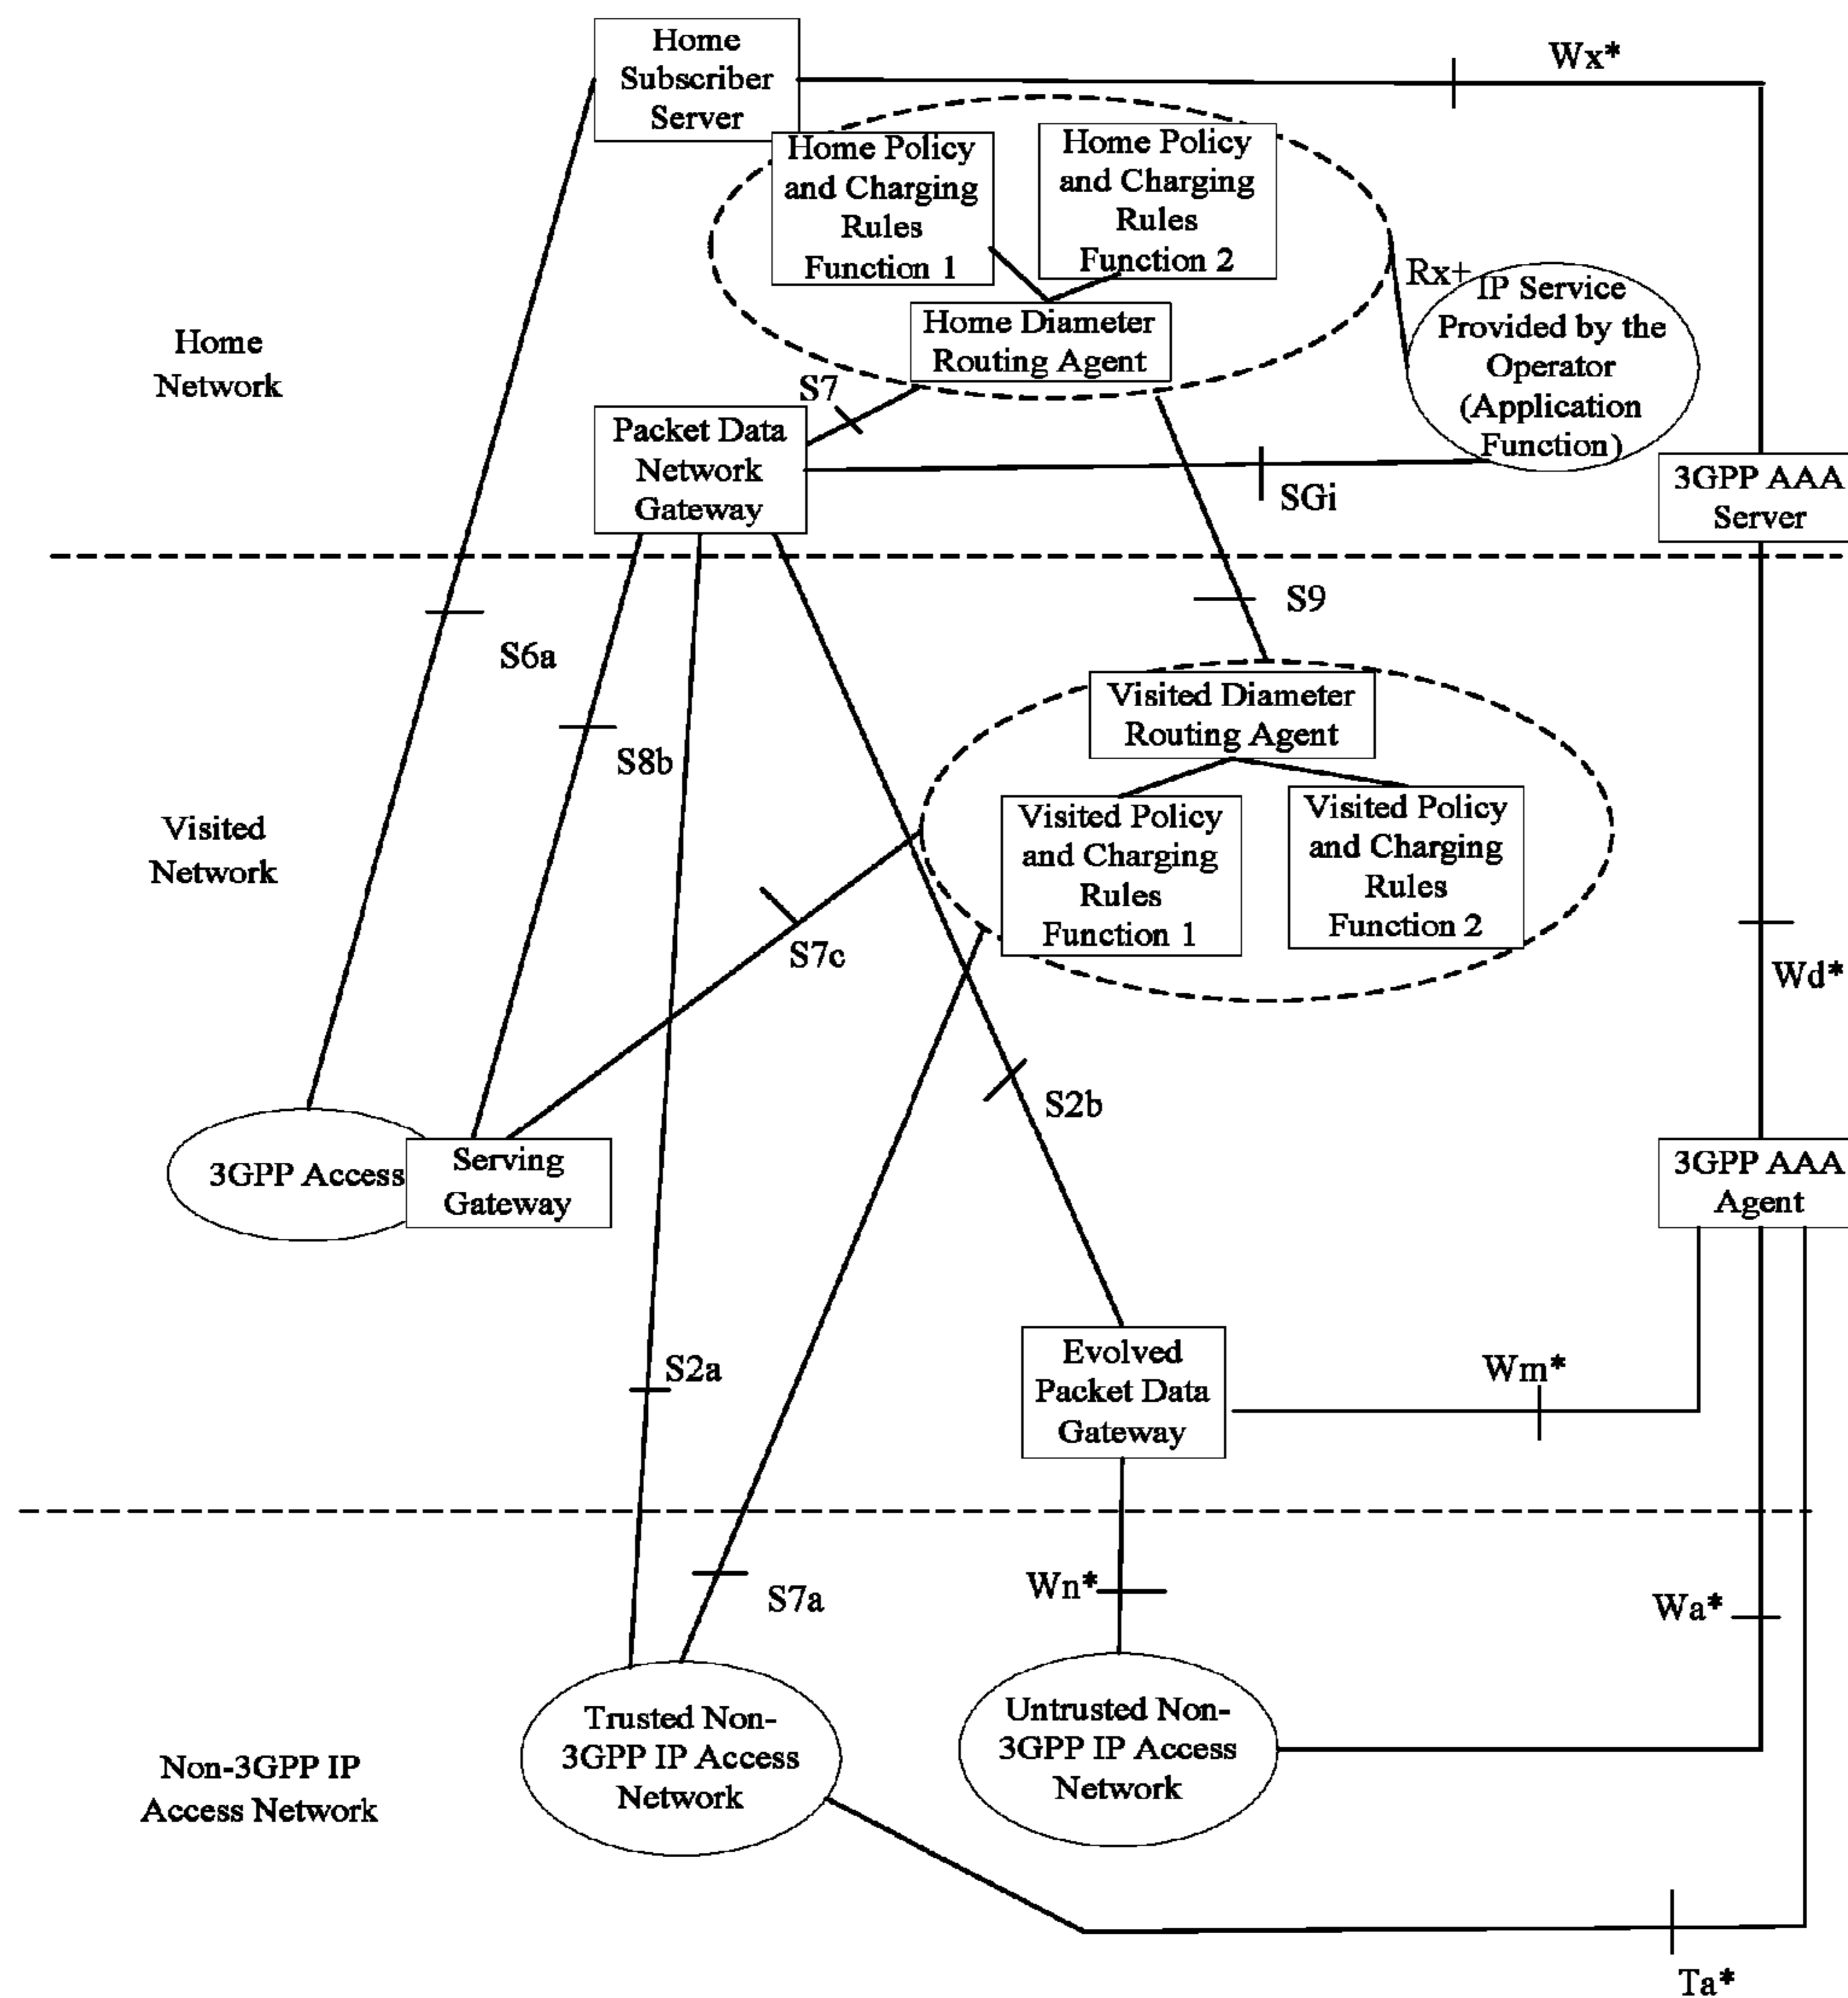 Home
Subscriber
Server
Wx*
Home Policy
and Charging
Rules
Function 1
Home Policy
and Charging
Rules
Function 2
Rx+
IP Service
Provided by the
Operator
(Application
Function)
Home Diameter
Routing Agent
Home
Network
S7
Packet Data
Network
Gateway
SGi
3GPP AAA
Server
S9
S6a
S8b
Visited Diameter
Routing Agent
Visited Policy
and Charging
Rules
Function 1
Visited Policy
and Charging
Rules
Function 2
Visited
Network
S7c
Wd*
S2b
3GPP Access
Serving
Gateway
3GPP AAA
Agent
Evolved
Packet Data
Gateway
Wm*
S2a
S7a
Wn*
Wa*
Non-3GPP IP
Access Network
Trusted Non-
3GPP IP Access
Network
Untrusted Non-
3GPP IP Access
Network
Ta*